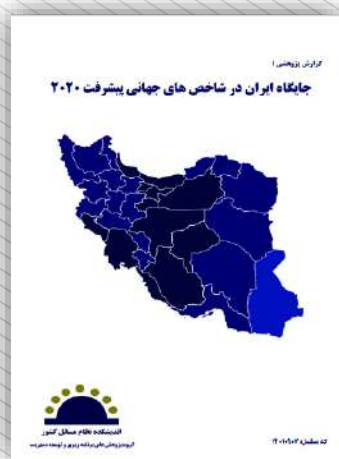 گزارش پژوهشی ۱
جایگاه ایران در شاخص های جهانی پیشرفت ۲۰۲۰
اندیشکده نظام مسائل کشور